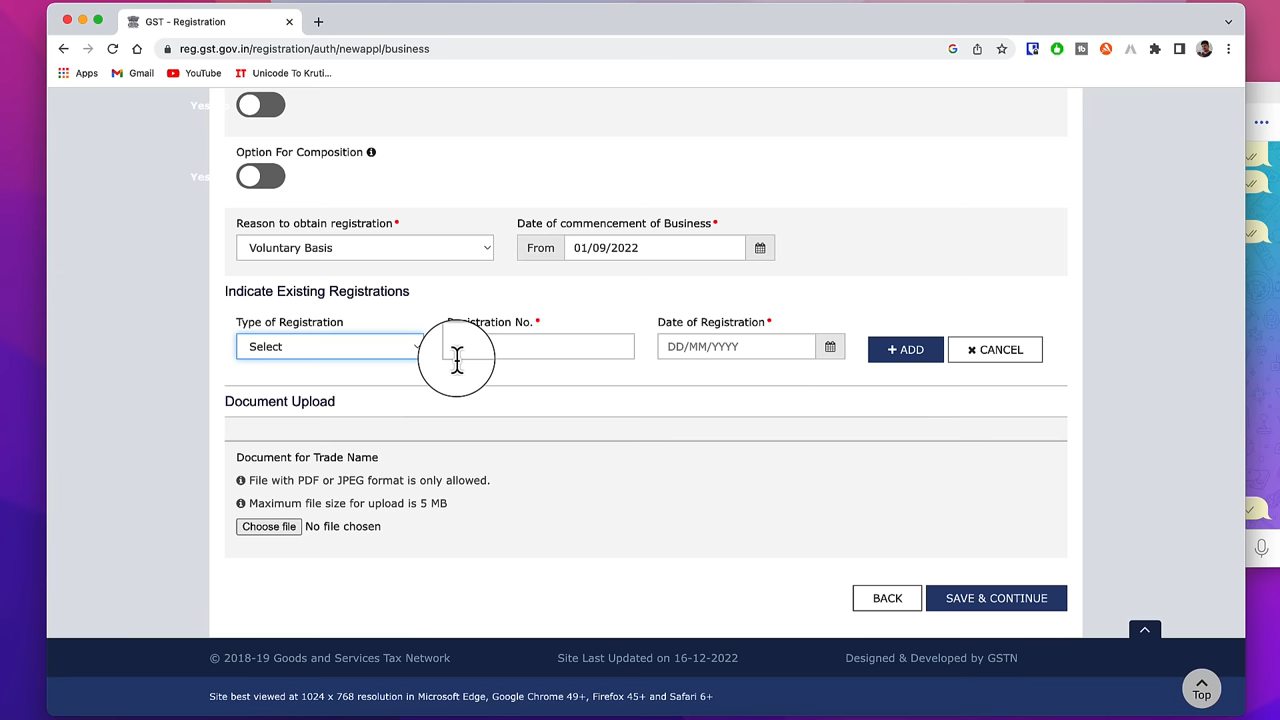 GST - Registration
reg.gst.gov.in/registration/auth/newappl/business
Apps Gmail YouTube Unicode To Kruti...
Yes
Option For Composition
Yes
Reason to obtain registration* Date of commencement of Business*
Voluntary Basis From 01/09/2022
Indicate Existing Registrations
Type of Registration Registration No.* Date of Registration*
Select DD/MM/YYYY + ADD × CANCEL
Document Upload
Document for Trade Name
File with PDF or JPEG format is only allowed.
Maximum file size for upload is 5 MB
Choose file No file chosen
BACK SAVE & CONTINUE
© 2018-19 Goods and Services Tax Network Site Last Updated on 16-12-2022 Designed & Developed by GSTN
Site best viewed at 1024 x 768 resolution in Microsoft Edge, Google Chrome 49+, Firefox 45+ and Safari 6+
Top